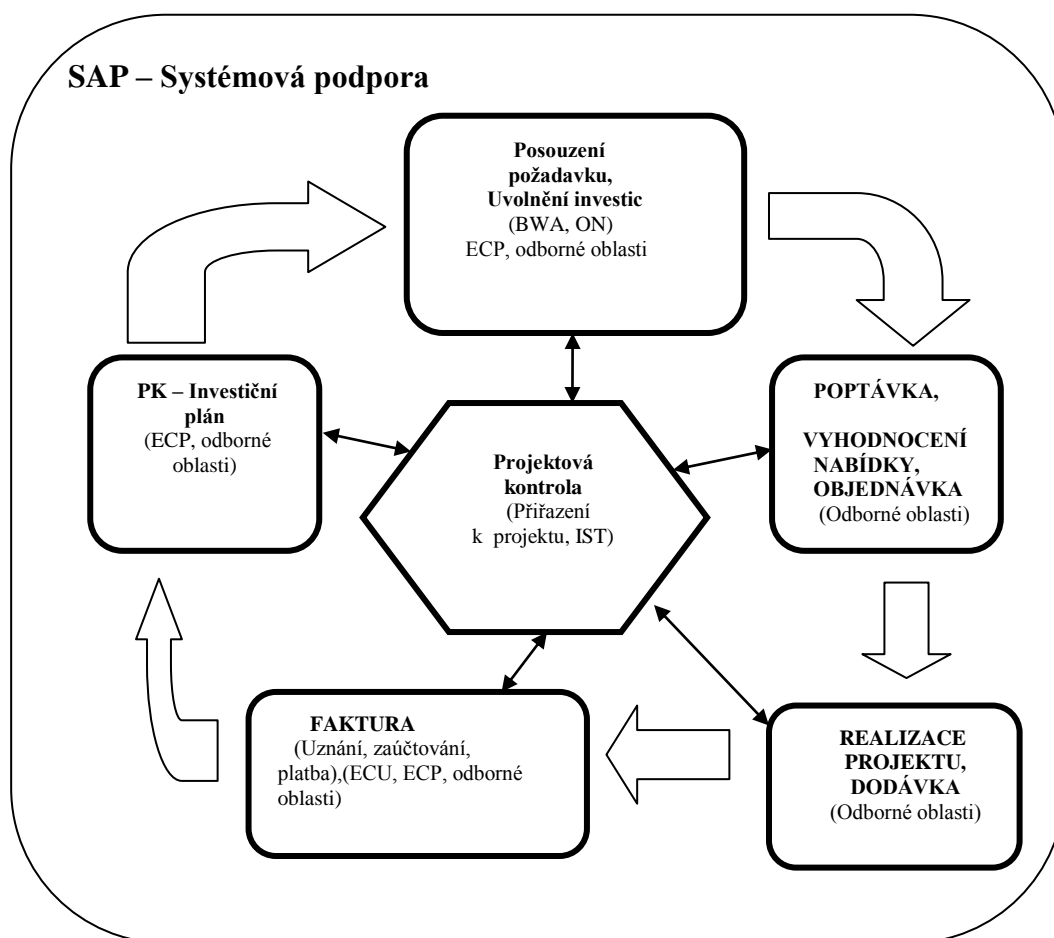 SAP – Systémová podpora
Posouzení
požadavku,
Uvolnění investic
(BWA, ON)
ECP, odborné oblasti
PK – Investiční
plán
(ECP, odborné
oblasti)
POPTÁVKA,
VYHODNOCENÍ
NABÍDKY,
OBJEDNÁVKA
(Odborné oblasti)
Projektová
kontrola
(Přiřazení
k projektu, IST)
FAKTURA
(Uznání, zaúčtování,
platba),(ECU, ECP, odborné
oblasti)
REALIZACE
PROJEKTU,
DODÁVKA
(Odborné oblasti)